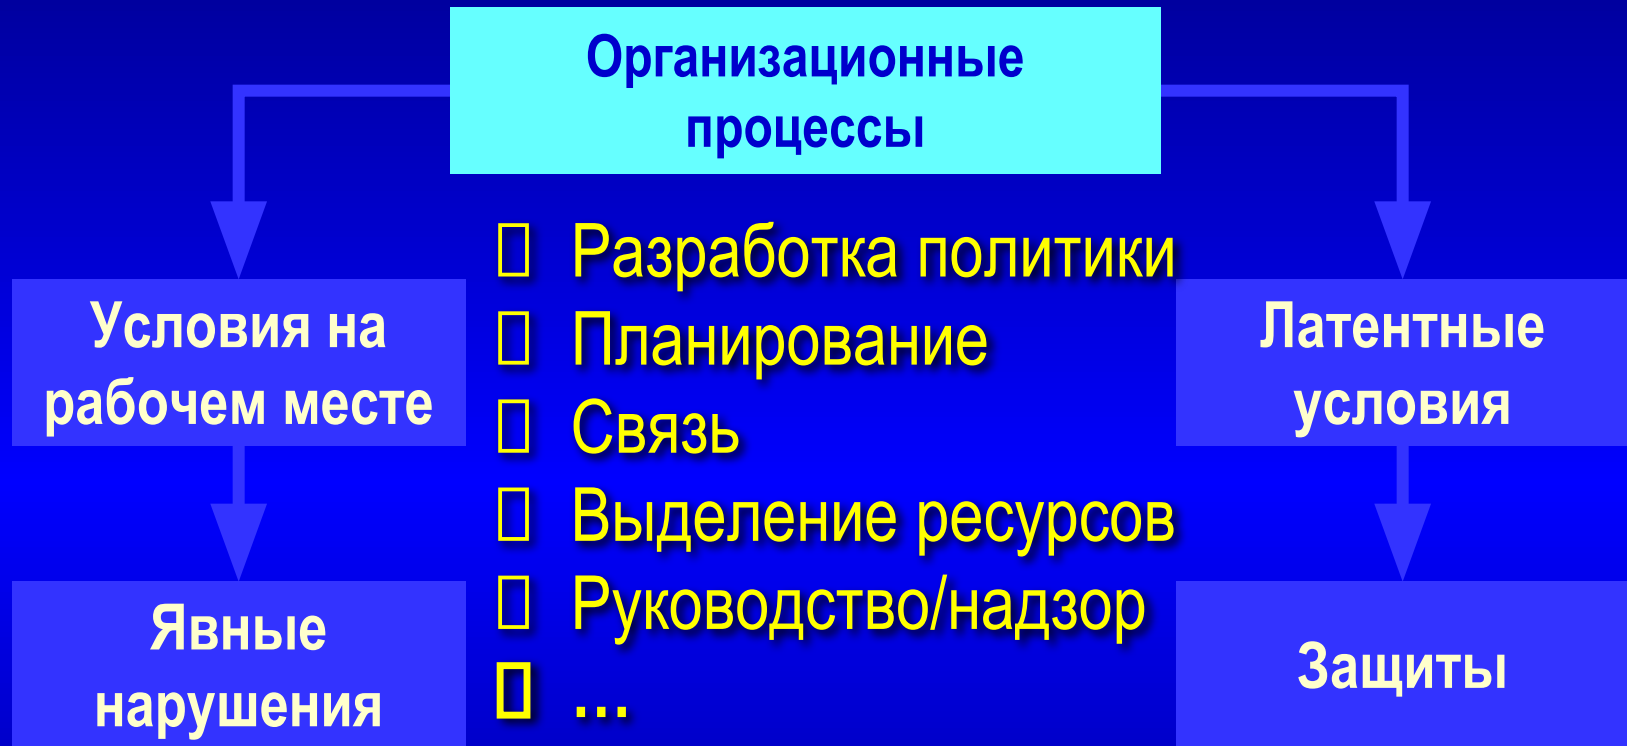 Организационные
процессы
Условия на
рабочем месте
Явные
нарушения
Разработка политики
Планирование
Связь
Выделение ресурсов
Руководство/надзор
...
Латентные
условия
Защиты